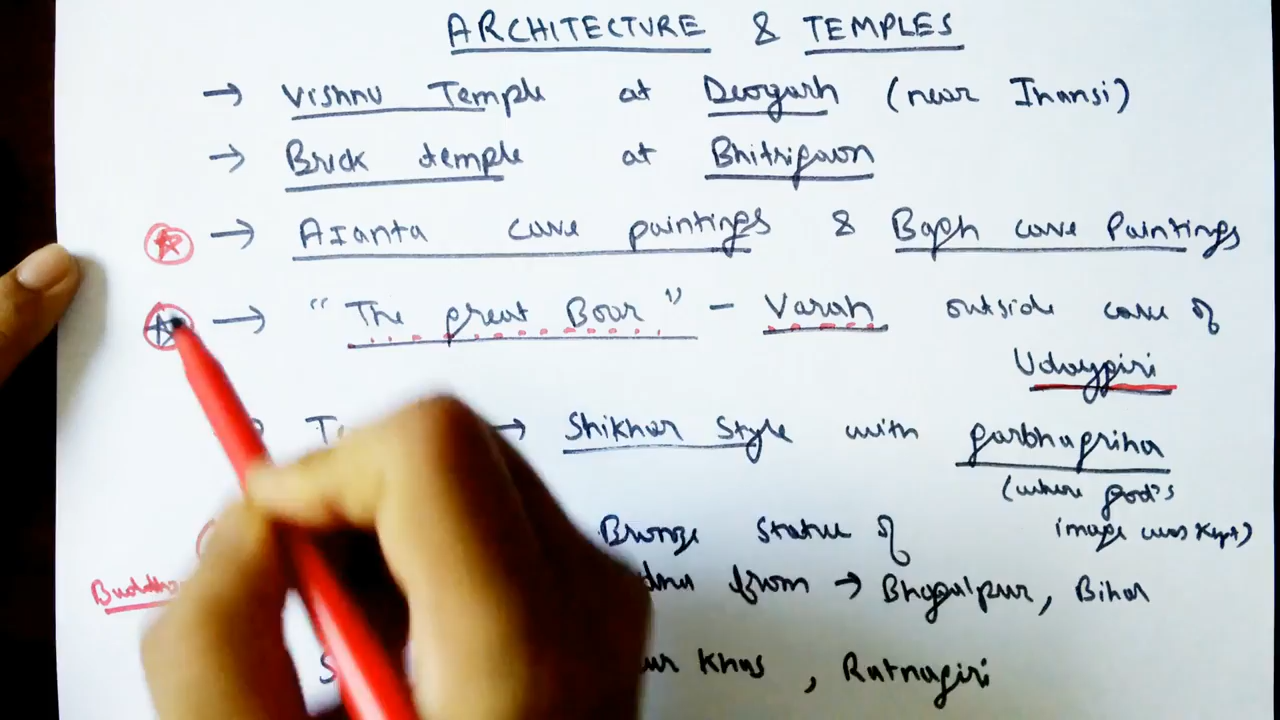 ARCHITECTURE & TEMPLES
→ Vishnu Temple at Deogarh (near Jhansi)
→ Brick temple at Bhitrigaon
→ Ajanta cave paintings & Bagh cave Paintings
→ "The great Boar" - Varah outside cave of
Udaygiri
→ Shikhar Style with garbhagriha
(where god's
image was kept)
Bronze Statue of
from → Bhagalpur, Bihar
Khas, Ratnagiri